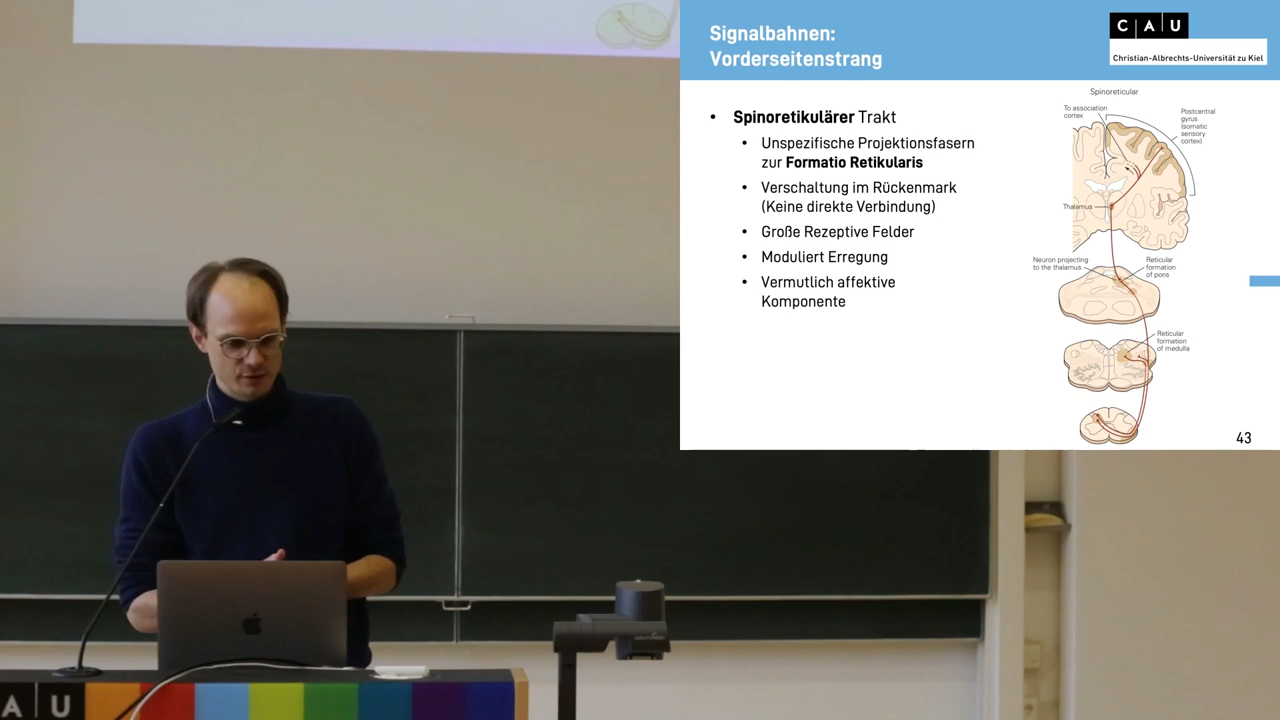 Signalbahnen:
Vorderseitenstrang
C A U
Christian-Albrechts-Universität zu Kiel
• Spinoretikulärer Trakt
• Unspezifische Projektionsfasern
zur Formatio Retikularis
• Verschaltung im Rückenmark
(Keine direkte Verbindung)
• Große Rezeptive Felder
• Moduliert Erregung
• Vermutlich affektive
Komponente
Spinoreticular
To association
cortex
Postcentral
gyrus
(somatic
sensory
cortex)
Thalamus
Neuron projecting
to the thalamus
Reticular
formation
of pons
Reticular
formation
of medulla
43
A U